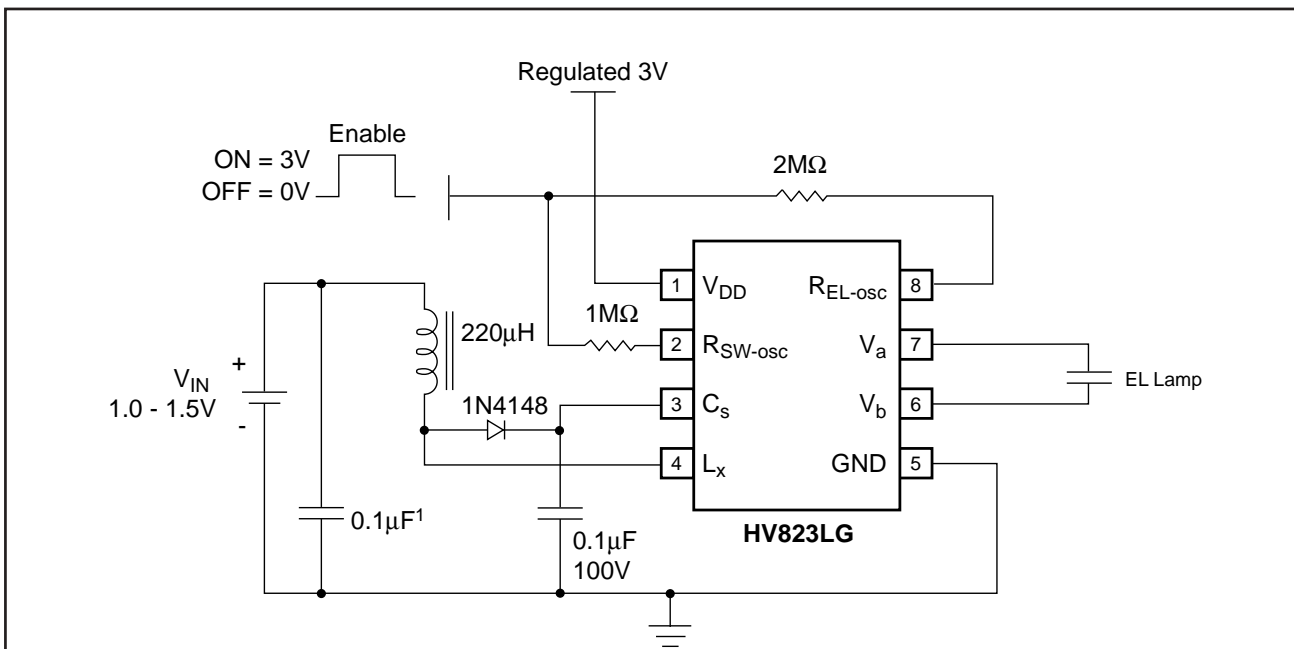 Regulated 3V
Enable
ON = 3V
OFF = 0V
2MΩ
1 VDD
REL-osc 8
1MΩ
220μH
2 RSW-osc
Va 7
VIN
1.0 - 1.5V
+
-
1N4148
3 Cs
Vb 6
EL Lamp
4 Lx
GND 5
0.1μF1
0.1μF
100V
HV823LG